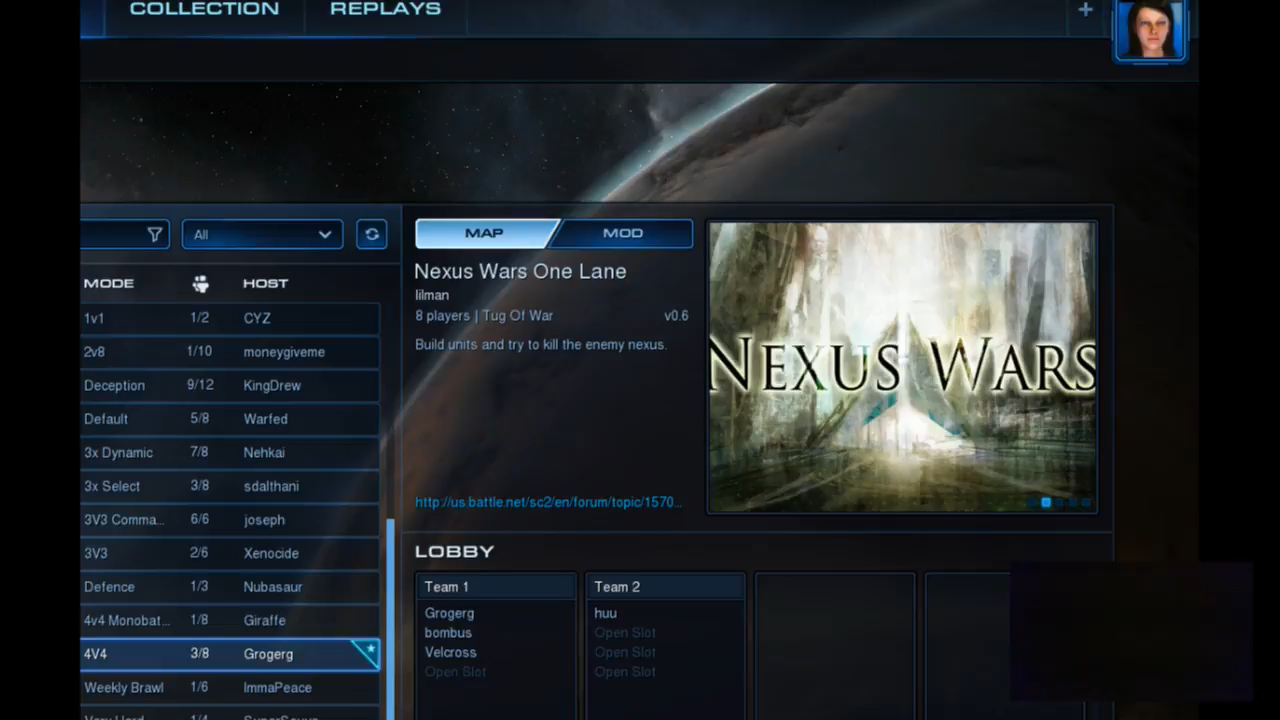 COLLECTION REPLAYS
+
All
MAP MOD
Nexus Wars One Lane
lilman
8 players | Tug Of War v0.6
Build units and try to kill the enemy nexus.
http://us.battle.net/sc2/en/forum/topic/1570...
NEXUS WARS
MODE HOST
1v1 1/2 CYZ
2v8 1/10 moneygiveme
Deception 9/12 KingDrew
Default 5/8 Warfed
3x Dynamic 7/8 Nehkai
3x Select 3/8 sdalthani
3V3 Comma... 6/6 joseph
3V3 2/6 Xenocide
Defence 1/3 Nubasaur
4v4 Monobat... 1/8 Giraffe
4V4 3/8 Grogerg
Weekly Brawl 1/6 ImmaPeace
Very Hard 1/4
LOBBY
Team 1 Team 2
Grogerg huu
bombus Open Slot
Velcross Open Slot
Open Slot Open Slot